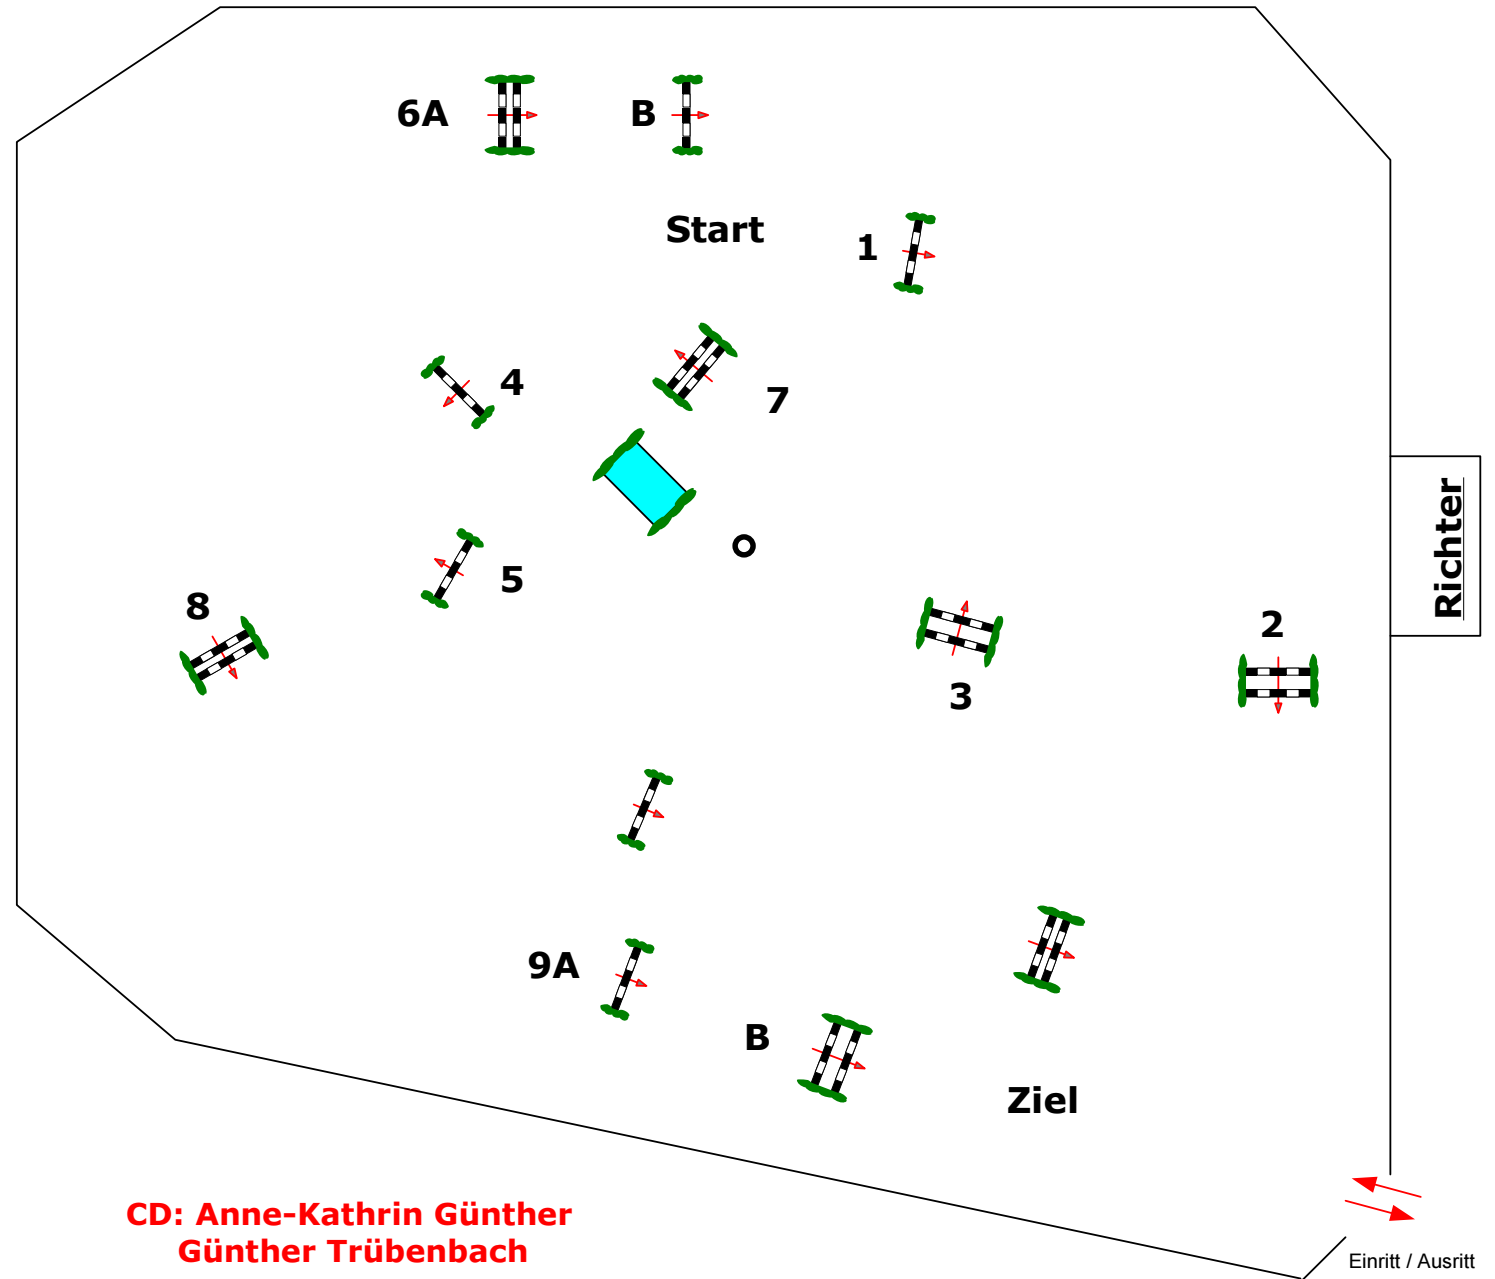 6A
B
Start
1
4
7
Richter
5
8
2
3
9A
B
Ziel
CD: Anne-Kathrin Günther
Günther Trübenbach
Einritt / Ausritt